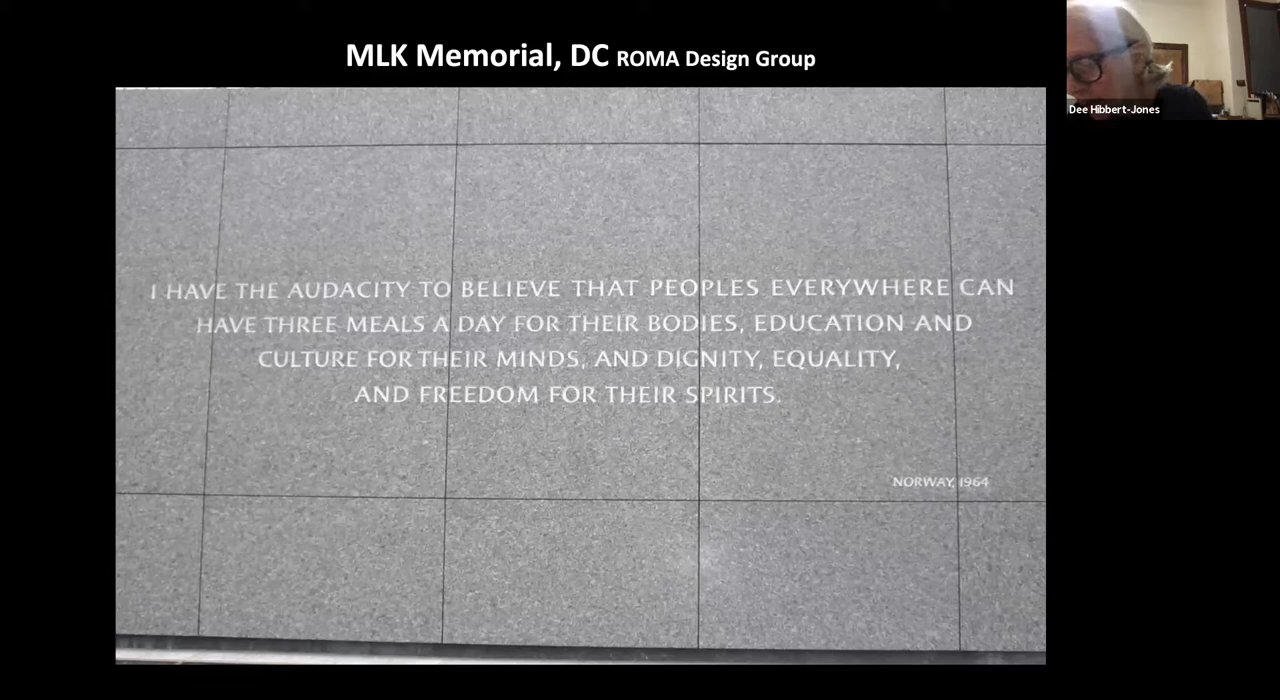 MLK Memorial, DC ROMA Design Group
Dee Hibbert-Jones
I HAVE THE AUDACITY TO BELIEVE THAT PEOPLES EVERYWHERE CAN
HAVE THREE MEALS A DAY FOR THEIR BODIES, EDUCATION AND
CULTURE FOR THEIR MINDS, AND DIGNITY, EQUALITY,
AND FREEDOM FOR THEIR SPIRITS.
NORWAY, 1964